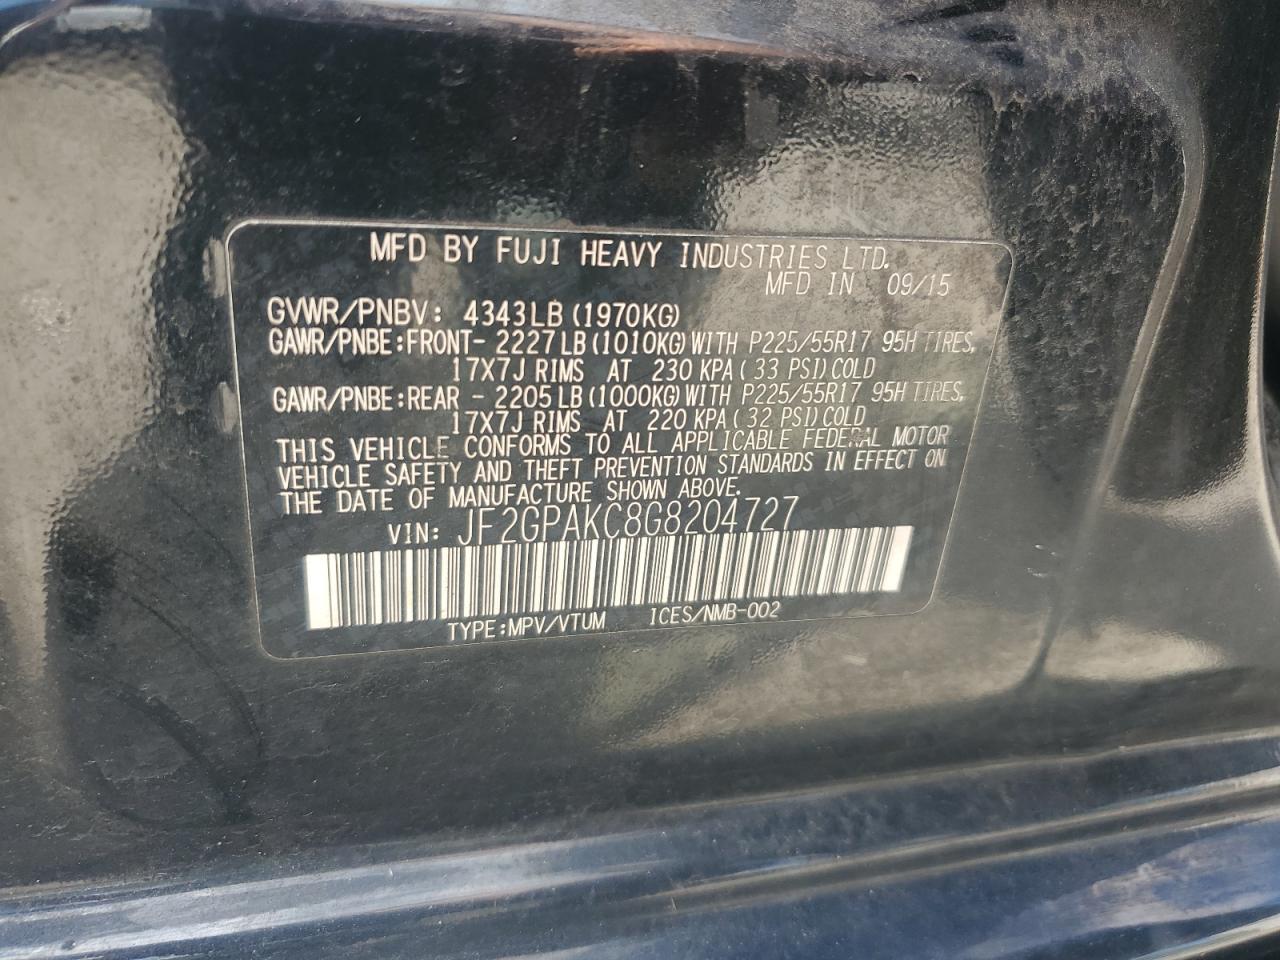 MFD BY FUJI HEAVY INDUSTRIES LTD.
MFD IN 09/15
GVWR/PNBV: 4343LB (1970KG)
GAWR/PNBE:FRONT- 2227 LB (1010KG) WITH P225/55R17 95H TIRES,
17X7J RIMS AT 230 KPA ( 33 PSI) COLD
GAWR/PNBE:REAR - 2205 LB (1000KG) WITH P225/55R17 95H TIRES,
17X7J RIMS AT 220 KPA ( 32 PSI) COLD
THIS VEHICLE CONFORMS TO ALL APPLICABLE FEDERAL MOTOR
VEHICLE SAFETY AND THEFT PREVENTION STANDARDS IN EFFECT ON
THE DATE OF MANUFACTURE SHOWN ABOVE.
VIN: JF2GPAKC8G8204727
TYPE:MPV/VTUM ICES/NMB-002